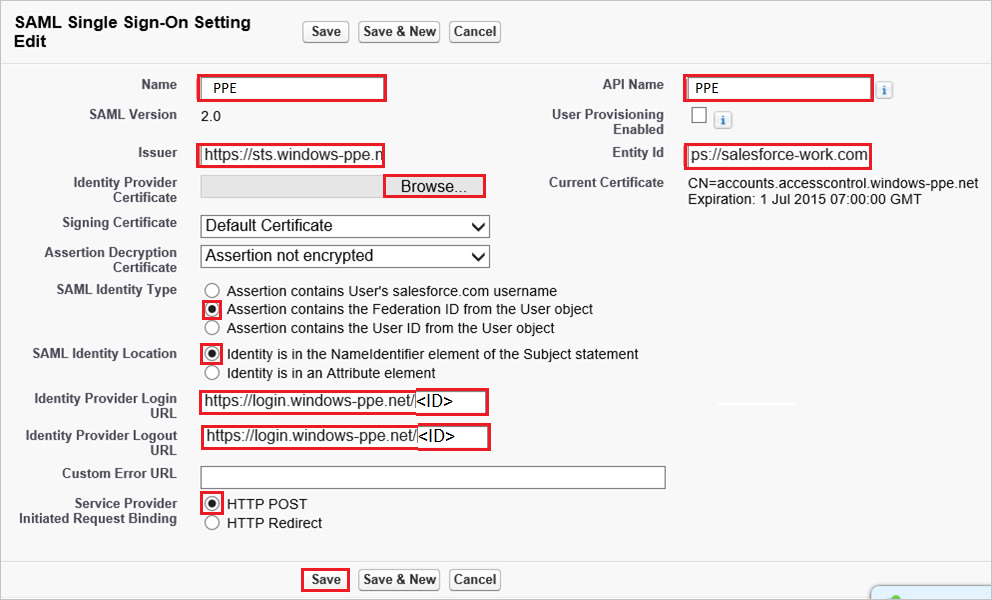 SAML Single Sign-On Setting
Edit
Save
Save & New
Cancel
Name
PPE
API Name
PPE
i
SAML Version
2.0
User Provisioning
Enabled
i
Issuer
https://sts.windows-ppe.n
Entity Id
ps://salesforce-work.com
Identity Provider
Certificate
Browse...
Current Certificate
CN=accounts.accesscontrol.windows-ppe.net
Expiration: 1 Jul 2015 07:00:00 GMT
Signing Certificate
Default Certificate
Assertion Decryption
Certificate
Assertion not encrypted
SAML Identity Type
Assertion contains User's salesforce.com username
Assertion contains the Federation ID from the User object
Assertion contains the User ID from the User object
SAML Identity Location
Identity is in the NameIdentifier element of the Subject statement
Identity is in an Attribute element
Identity Provider Login
URL
https://login.windows-ppe.net/<ID>
Identity Provider Logout
URL
https://login.windows-ppe.net/<ID>
Custom Error URL
Service Provider
Initiated Request Binding
HTTP POST
HTTP Redirect
Save
Save & New
Cancel